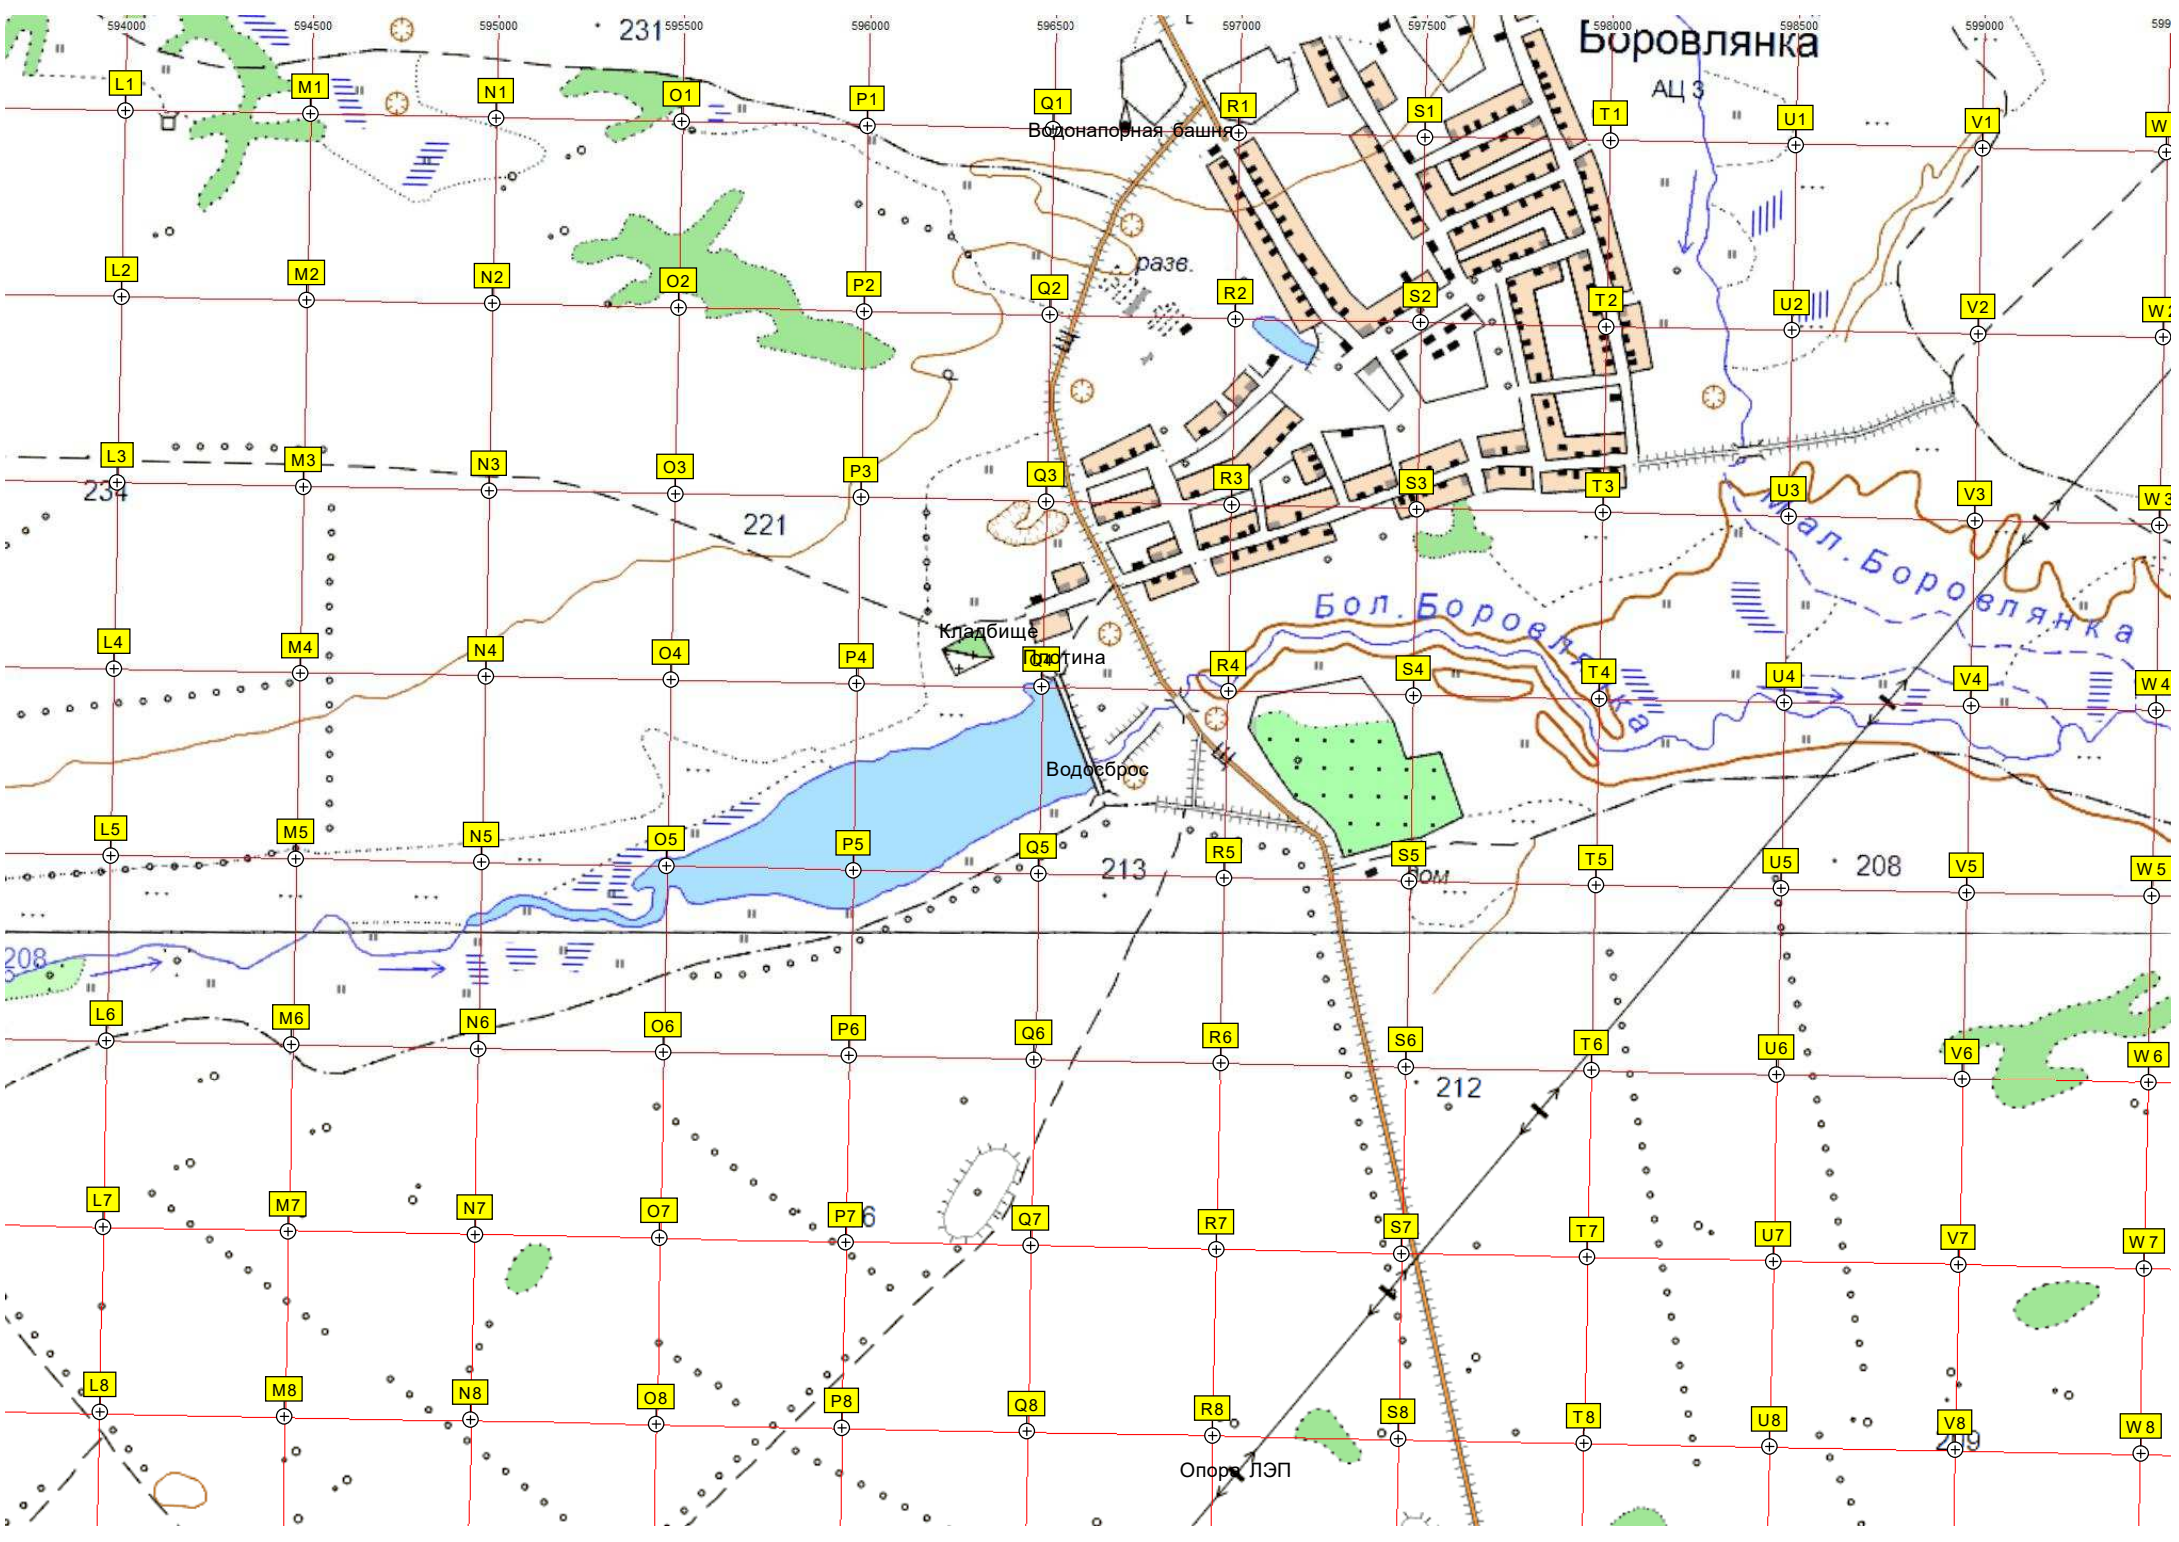 594000 594500 595000 595500 596000 596500 597000 597500 598000 598500 599000 599
231
Боровлянка
АЦ 3
L1 M1 N1 O1 P1 Q1 R1 S1 T1 U1 V1 W
Водонапорная башня
разв.
L2 M2 N2 O2 P2 Q2 R2 S2 T2 U2 V2 W2
L3 M3 N3 O3 P3 Q3 R3 S3 T3 U3 V3 W3
234
221
Мал. Боровлянка
Бол. Боровлянка
Кладбище
Плотина
L4 M4 N4 O4 P4 Q4 R4 S4 T4 U4 V4 W4
Водосброс
L5 M5 N5 O5 P5 Q5 R5 S5 T5 U5 V5 W5
213
208
208
L6 M6 N6 O6 P6 Q6 R6 S6 T6 U6 V6 W6
212
L7 M7 N7 O7 P7 Q7 R7 S7 T7 U7 V7 W7
6
L8 M8 N8 O8 P8 Q8 R8 S8 T8 U8 V8 W8
Опора ЛЭП